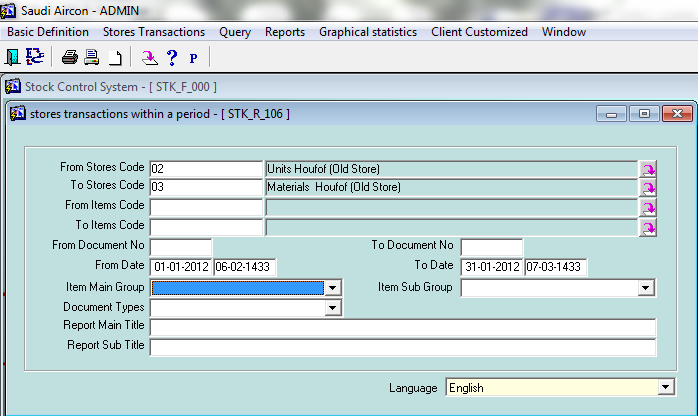 Saudi Aircon - ADMIN
Basic Definition Stores Transactions Query Reports Graphical statistics Client Customized Window
? P
Stock Control System - [ STK_F_000 ]
stores transactions within a period - [ STK_R_106 ]
From Stores Code 02 Units Houfof (Old Store)
To Stores Code 03 Materials Houfof (Old Store)
From Items Code
To Items Code
From Document No To Document No
From Date 01-01-2012 06-02-1433 To Date 31-01-2012 07-03-1433
Item Main Group Item Sub Group
Document Types
Report Main Title
Report Sub Title
Language English